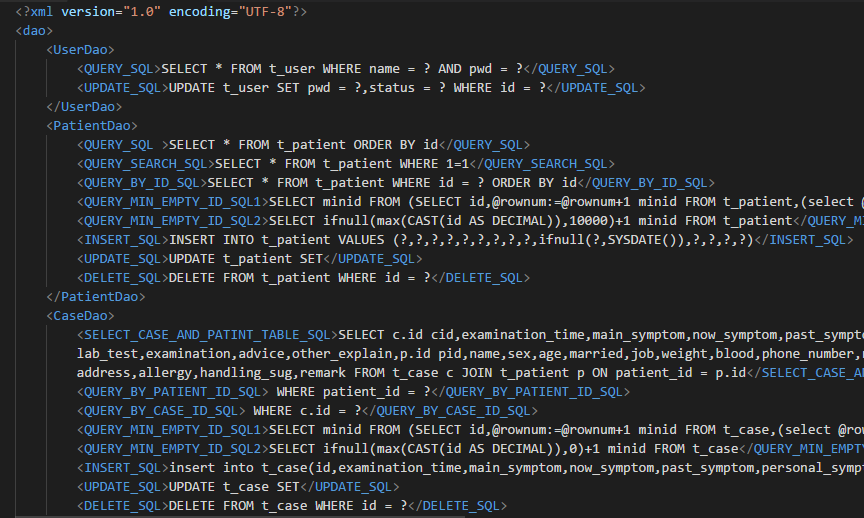 <?xml version="1.0" encoding="UTF-8"?>
<dao>
<UserDao>
<QUERY_SQL>SELECT * FROM t_user WHERE name = ? AND pwd = ?</QUERY_SQL>
<UPDATE_SQL>UPDATE t_user SET pwd = ?,status = ? WHERE id = ?</UPDATE_SQL>
</UserDao>
<PatientDao>
<QUERY_SQL >SELECT * FROM t_patient ORDER BY id</QUERY_SQL>
<QUERY_SEARCH_SQL>SELECT * FROM t_patient WHERE 1=1</QUERY_SEARCH_SQL>
<QUERY_BY_ID_SQL>SELECT * FROM t_patient WHERE id = ? ORDER BY id</QUERY_BY_ID_SQL>
<QUERY_MIN_EMPTY_ID_SQL1>SELECT minid FROM (SELECT id,@rownum:=@rownum+1 minid FROM t_patient,(select @
<QUERY_MIN_EMPTY_ID_SQL2>SELECT ifnull(max(CAST(id AS DECIMAL)),10000)+1 minid FROM t_patient</QUERY_MI
<INSERT_SQL>INSERT INTO t_patient VALUES (?,?,?,?,?,?,?,?,?,ifnull(?,SYSDATE()),?,?,?,?)</INSERT_SQL>
<UPDATE_SQL>UPDATE t_patient SET</UPDATE_SQL>
<DELETE_SQL>DELETE FROM t_patient WHERE id = ?</DELETE_SQL>
</PatientDao>
<CaseDao>
<SELECT_CASE_AND_PATINT_TABLE_SQL>SELECT c.id cid,examination_time,main_symptom,now_symptom,past_sympto
lab_test,examination,advice,other_explain,p.id pid,name,sex,age,married,job,weight,blood,phone_number,
address,allergy,handling_sug,remark FROM t_case c JOIN t_patient p ON patient_id = p.id</SELECT_CASE_A
<QUERY_BY_PATIENT_ID_SQL> WHERE patient_id = ?</QUERY_BY_PATIENT_ID_SQL>
<QUERY_BY_CASE_ID_SQL> WHERE c.id = ?</QUERY_BY_CASE_ID_SQL>
<QUERY_MIN_EMPTY_ID_SQL1>SELECT minid FROM (SELECT id,@rownum:=@rownum+1 minid FROM t_case,(select @row
<QUERY_MIN_EMPTY_ID_SQL2>SELECT ifnull(max(CAST(id AS DECIMAL)),0)+1 minid FROM t_case</QUERY_MIN_EMPTY
<INSERT_SQL>insert into t_case(id,examination_time,main_symptom,now_symptom,past_symptom,personal_sympt
<UPDATE_SQL>UPDATE t_case SET</UPDATE_SQL>
<DELETE_SQL>DELETE FROM t_case WHERE id = ?</DELETE_SQL>